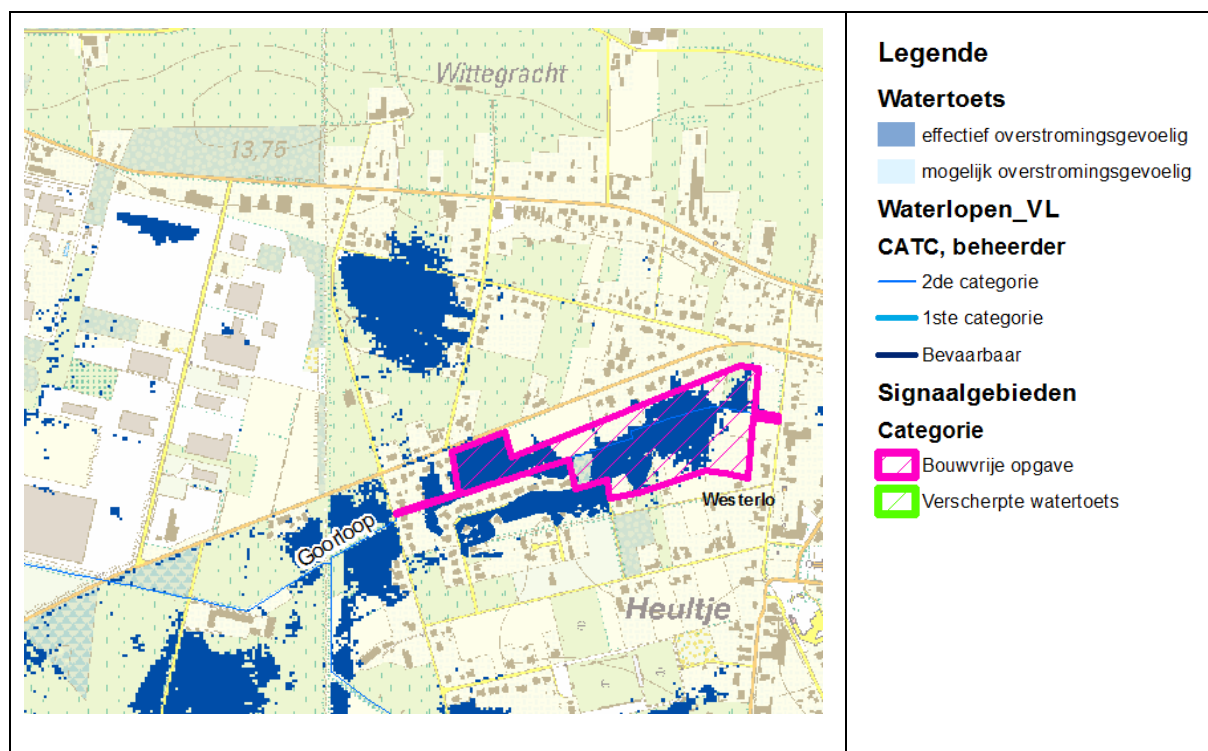 Wittegracht
13,75
Goorloop
Westerlo
Heultje
Legende
Watertoets
effectief overstromingsgevoelig
mogelijk overstromingsgevoelig
Waterlopen_VL
CATC, beheerder
2de categorie
1ste categorie
Bevaarbaar
Signaalgebieden
Categorie
Bouwvrije opgave
Verscherpte watertoets